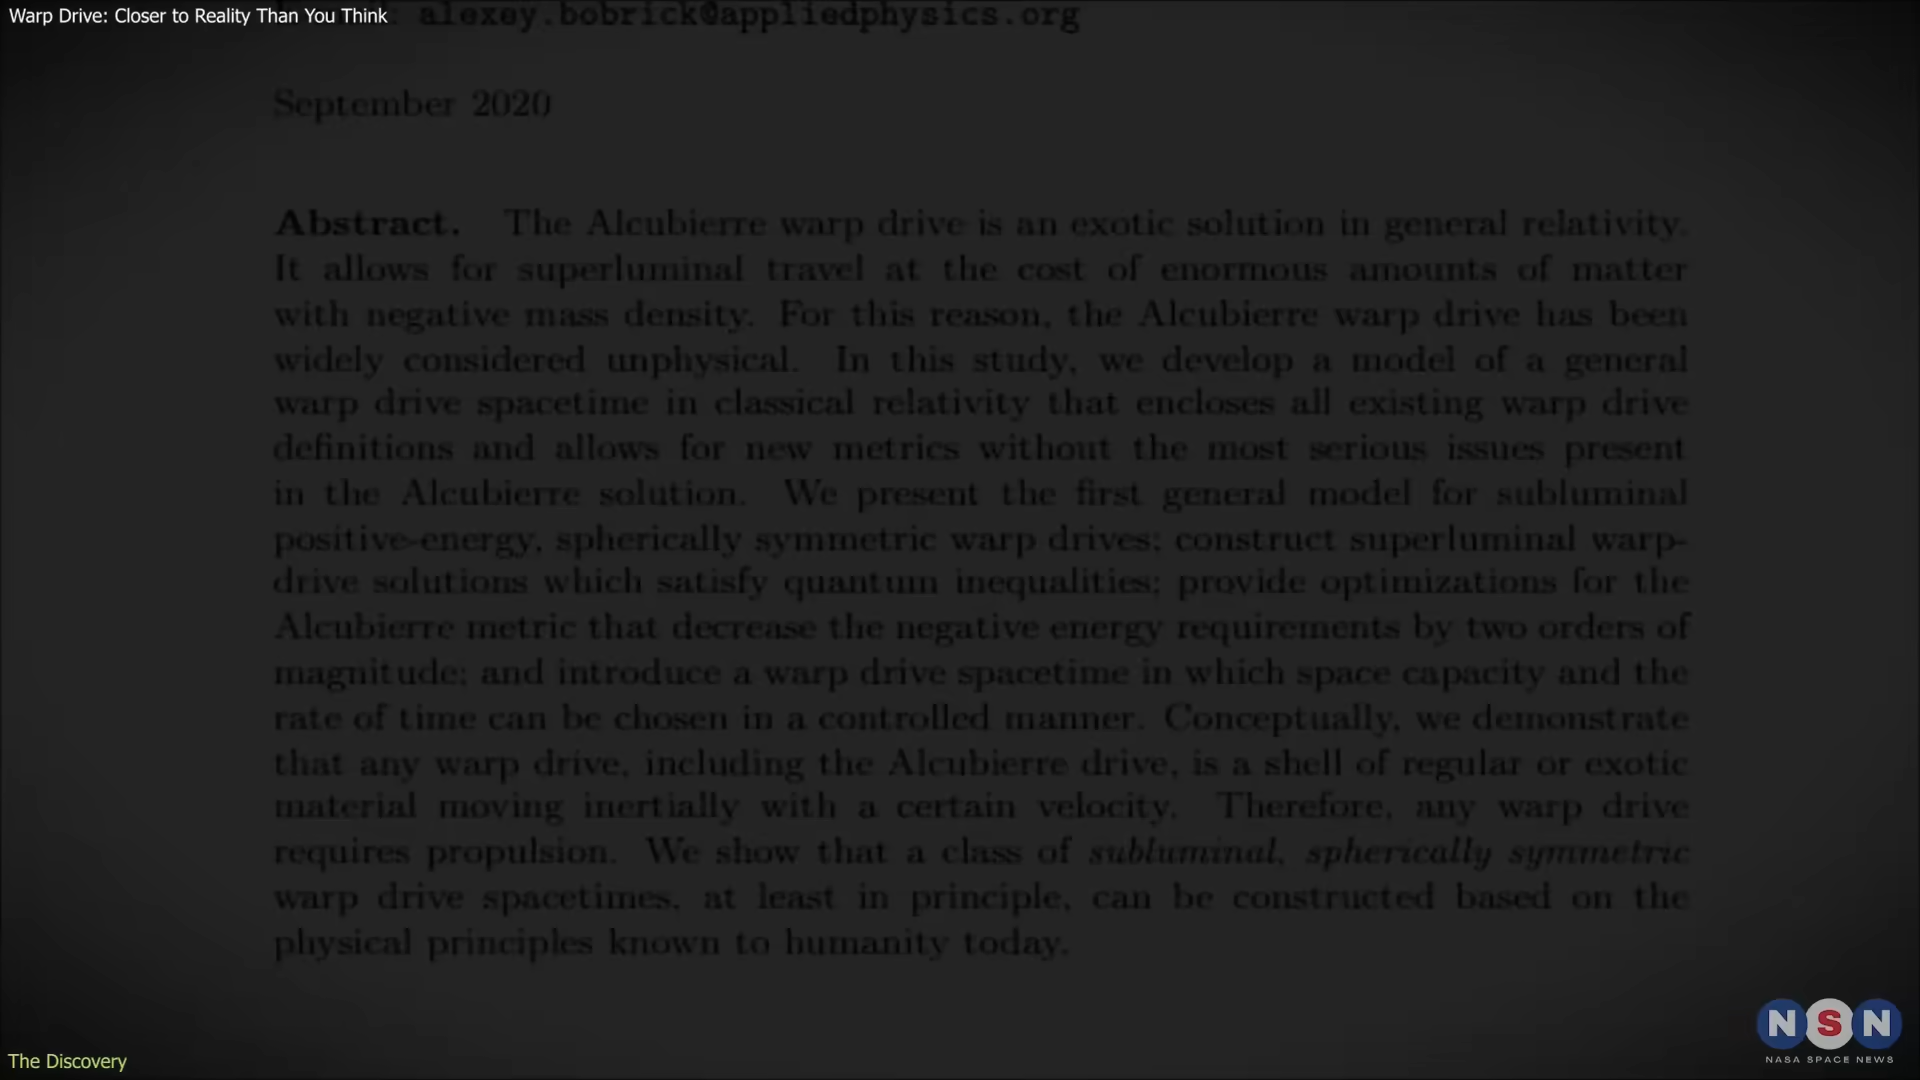 Warp Drive: Closer to Reality Than You Think
alexey.bobrick@appliedphysics.org
September 2020
Abstract. The Alcubierre warp drive is an exotic solution in general relativity.
It allows for superluminal travel at the cost of enormous amounts of matter
with negative mass density. For this reason, the Alcubierre warp drive has been
widely considered unphysical. In this study, we develop a model of a general
warp drive spacetime in classical relativity that encloses all existing warp drive
definitions and allows for new metrics without the most serious issues present
in the Alcubierre solution. We present the first general model for subluminal
positive-energy, spherically symmetric warp drives; construct superluminal warp-
drive solutions which satisfy quantum inequalities; provide optimizations for the
Alcubierre metric that decrease the negative energy requirements by two orders of
magnitude; and introduce a warp drive spacetime in which space capacity and the
rate of time can be chosen in a controlled manner. Conceptually, we demonstrate
that any warp drive, including the Alcubierre drive, is a shell of regular or exotic
material moving inertially with a certain velocity. Therefore, any warp drive
requires propulsion. We show that a class of subluminal, spherically symmetric
warp drive spacetimes, at least in principle, can be constructed based on the
physical principles known to humanity today.
NSN
NASA SPACE NEWS
The Discovery